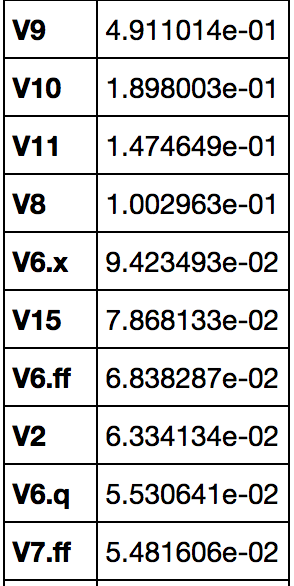 V9 4.911014e-01
V10 1.898003e-01
V11 1.474649e-01
V8 1.002963e-01
V6.x 9.423493e-02
V15 7.868133e-02
V6.ff 6.838287e-02
V2 6.334134e-02
V6.q 5.530641e-02
V7.ff 5.481606e-02